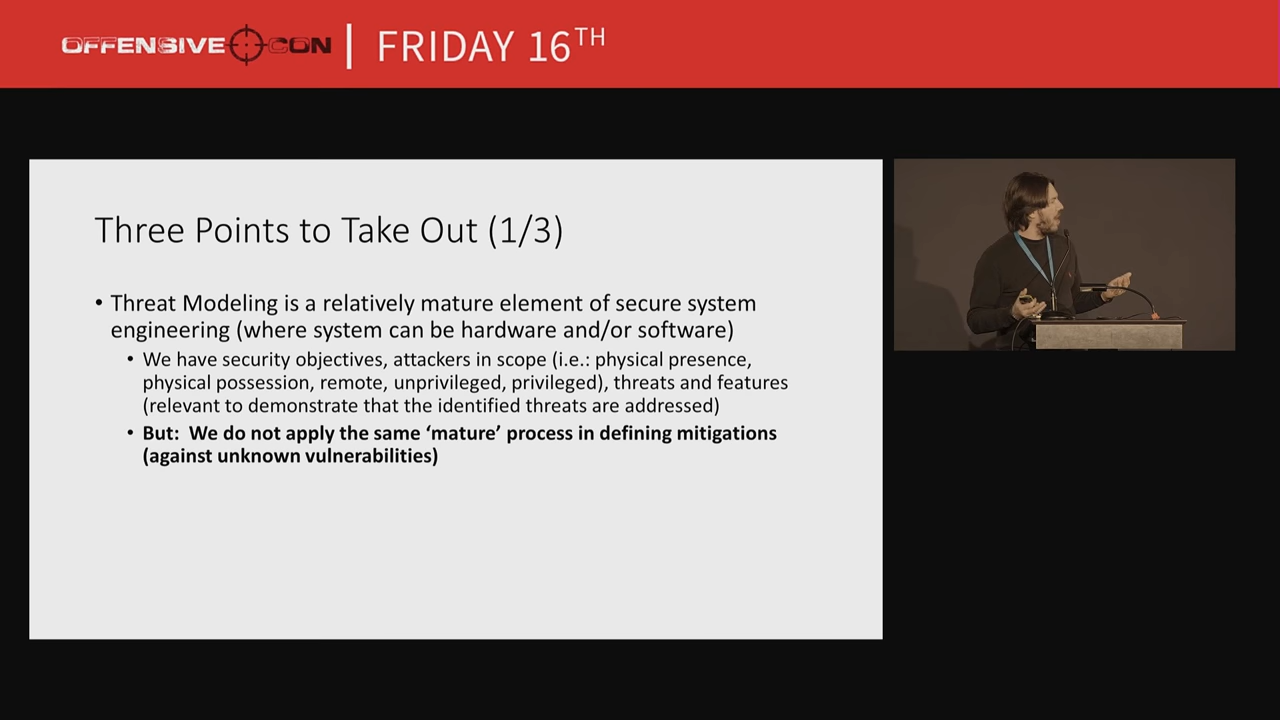 OFFENSIVE CON | FRIDAY 16TH
Three Points to Take Out (1/3)
• Threat Modeling is a relatively mature element of secure system
engineering (where system can be hardware and/or software)
• We have security objectives, attackers in scope (i.e.: physical presence,
physical possession, remote, unprivileged, privileged), threats and features
(relevant to demonstrate that the identified threats are addressed)
• But:  We do not apply the same ‘mature’ process in defining mitigations
(against unknown vulnerabilities)